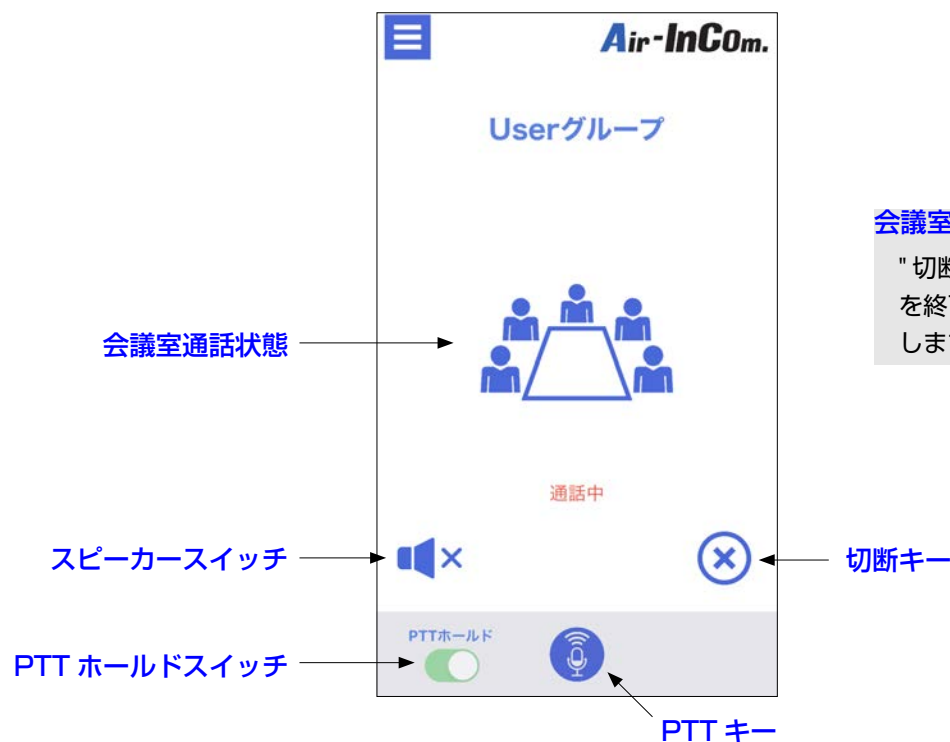 Air-InCom.
Userグループ
会議室
"切断
を終
しま
会議室通話状態
通話中
スピーカースイッチ
切断キー
PTTホールド
PTT ホールドスイッチ
PTT キー